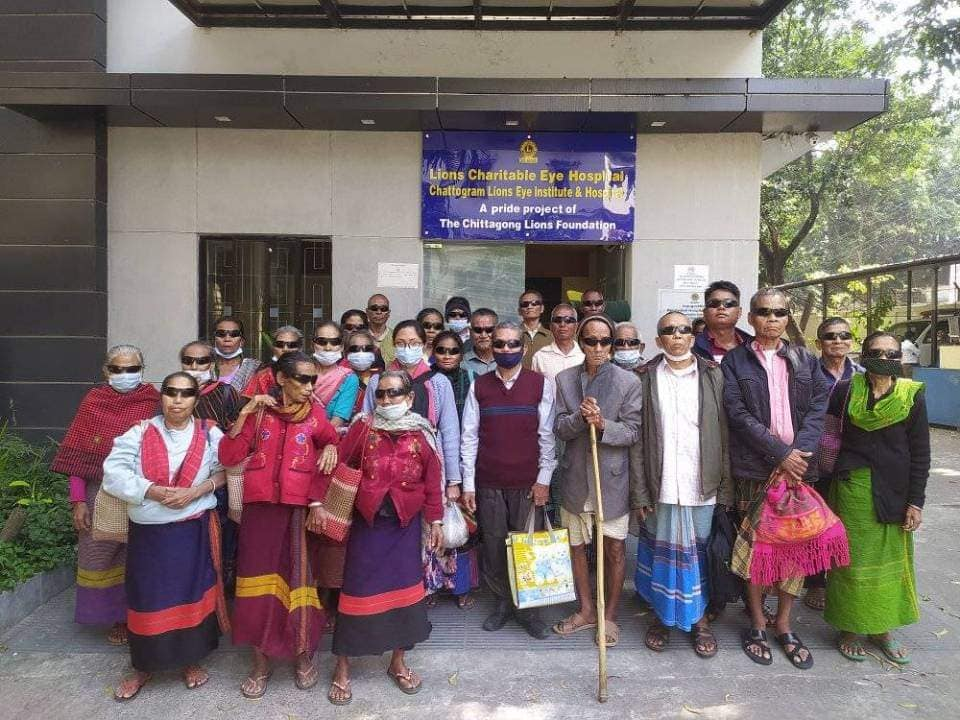 Lions Charitable Eye Hospital
Chattogram Lions Eye Institute & Hospital
A pride project of
The Chittagong Lions Foundation